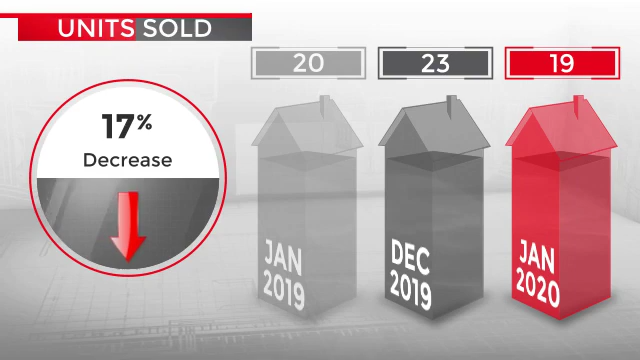 UNITS SOLD
20
23
19
17%
Decrease
JAN
2019
DEC
2019
JAN
2020